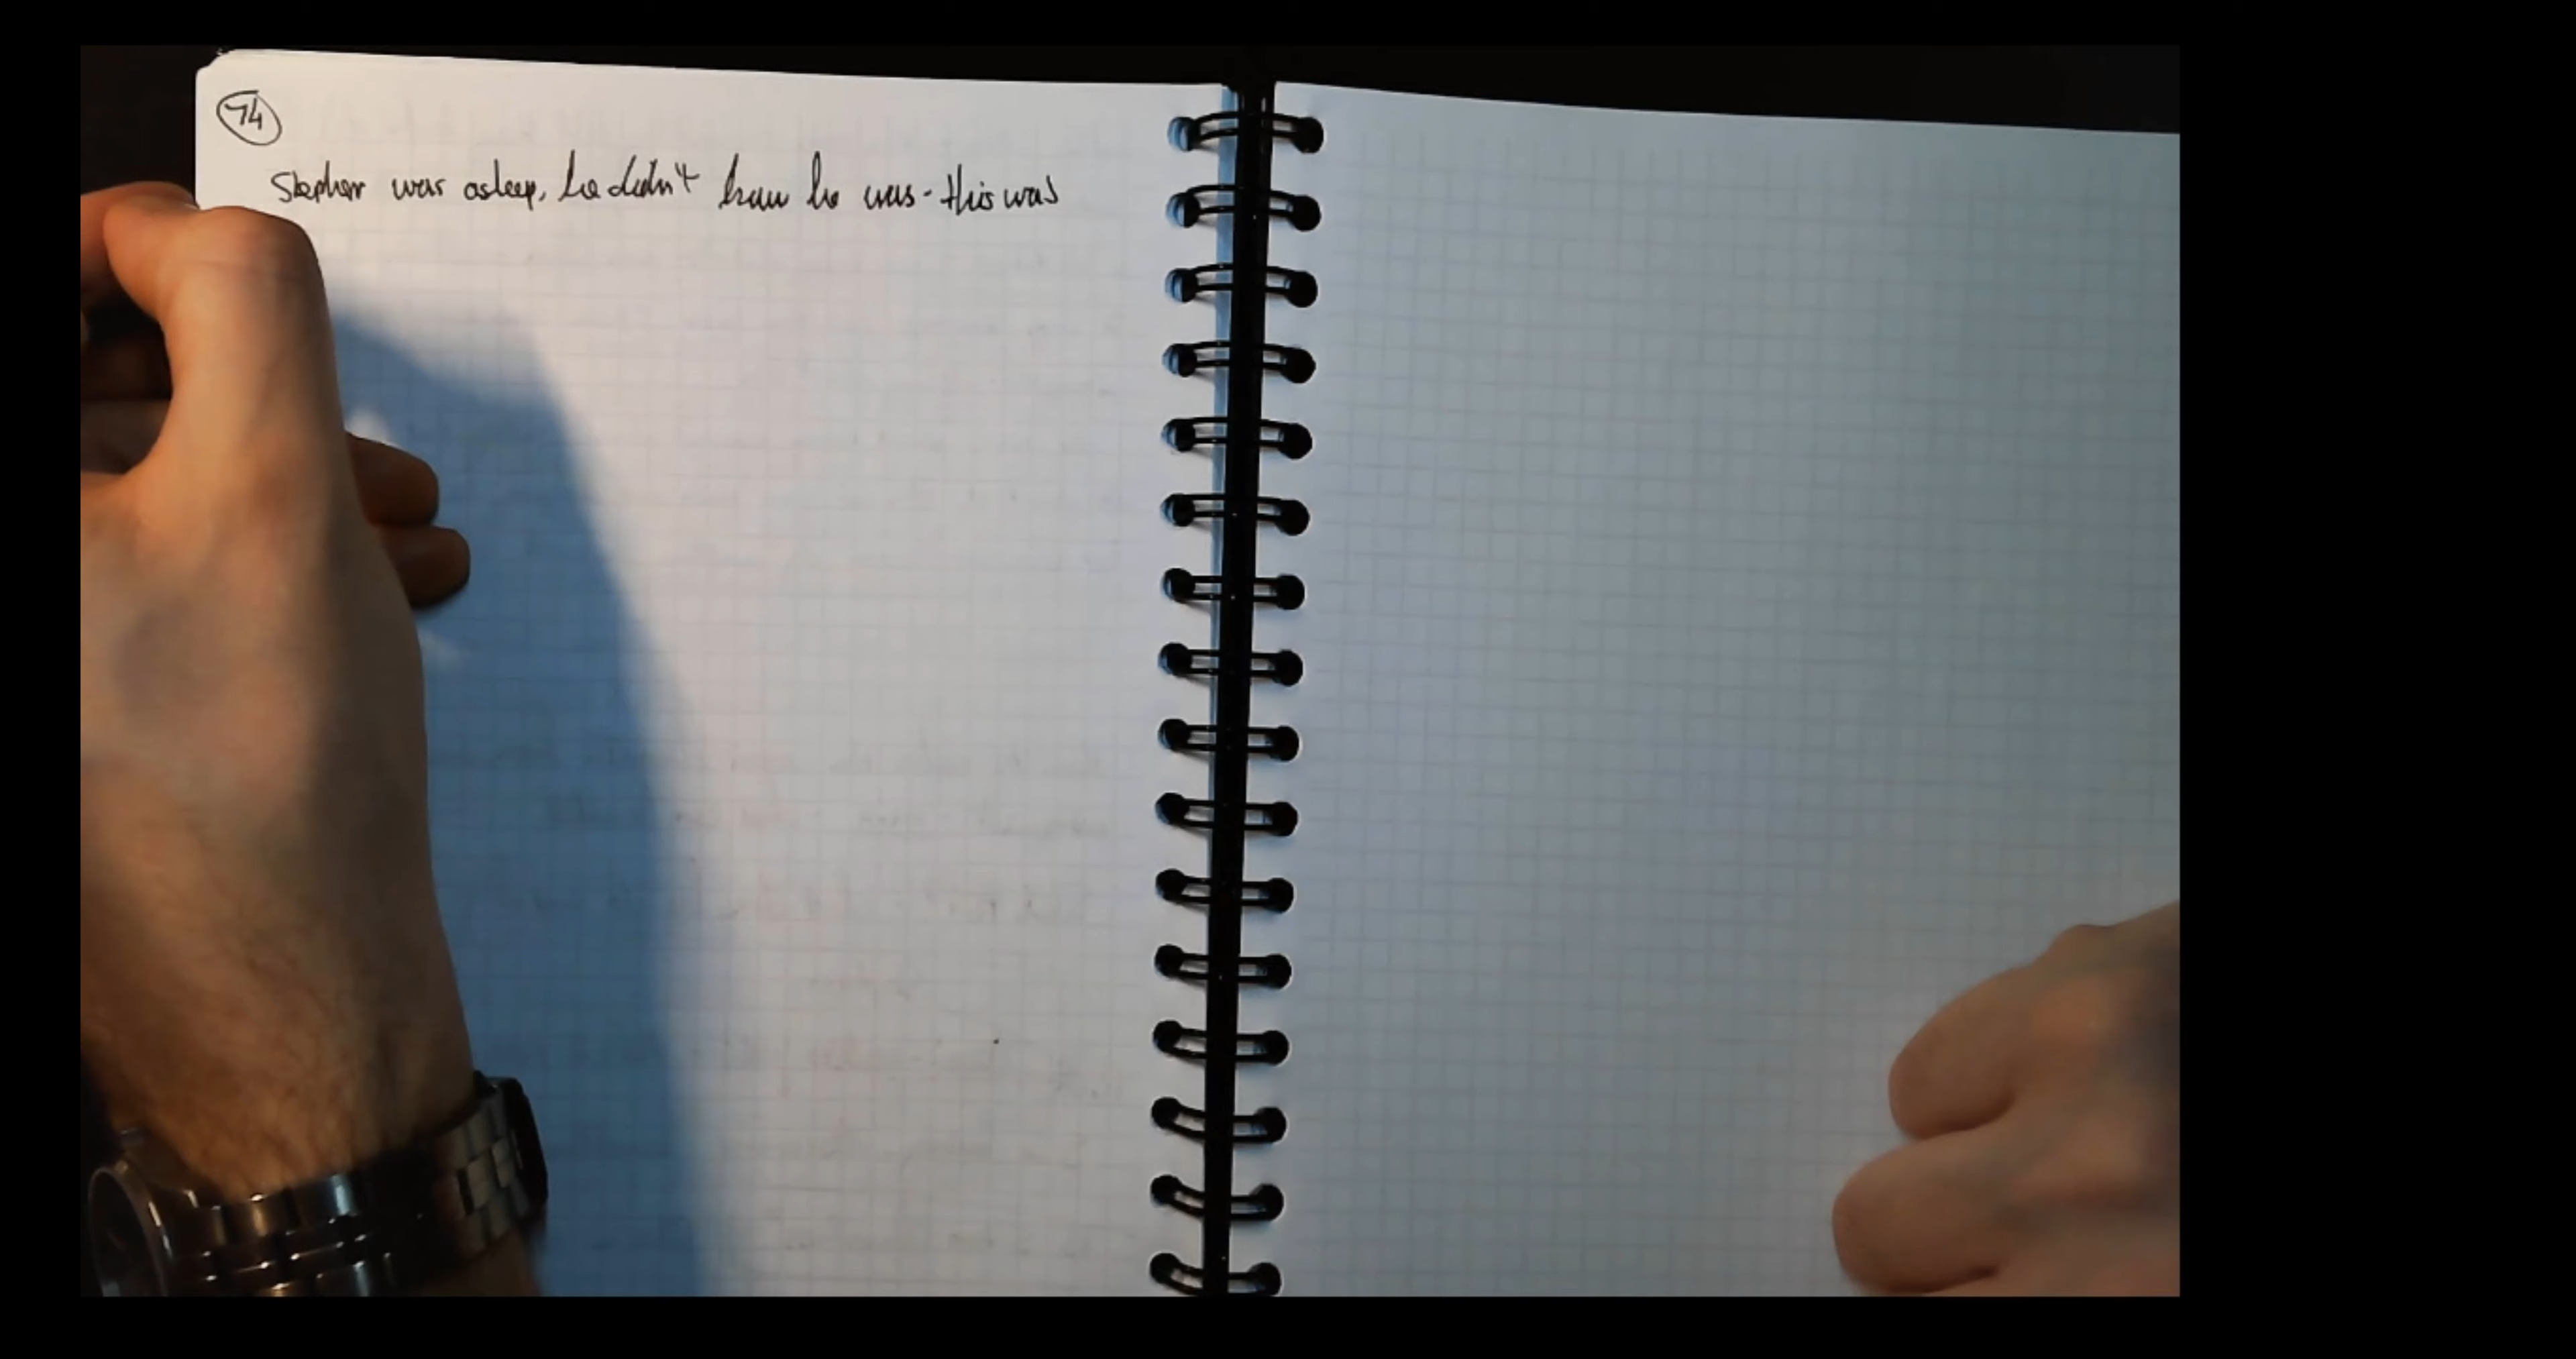 74
Stephen was asleep, he didn't know he was - this was